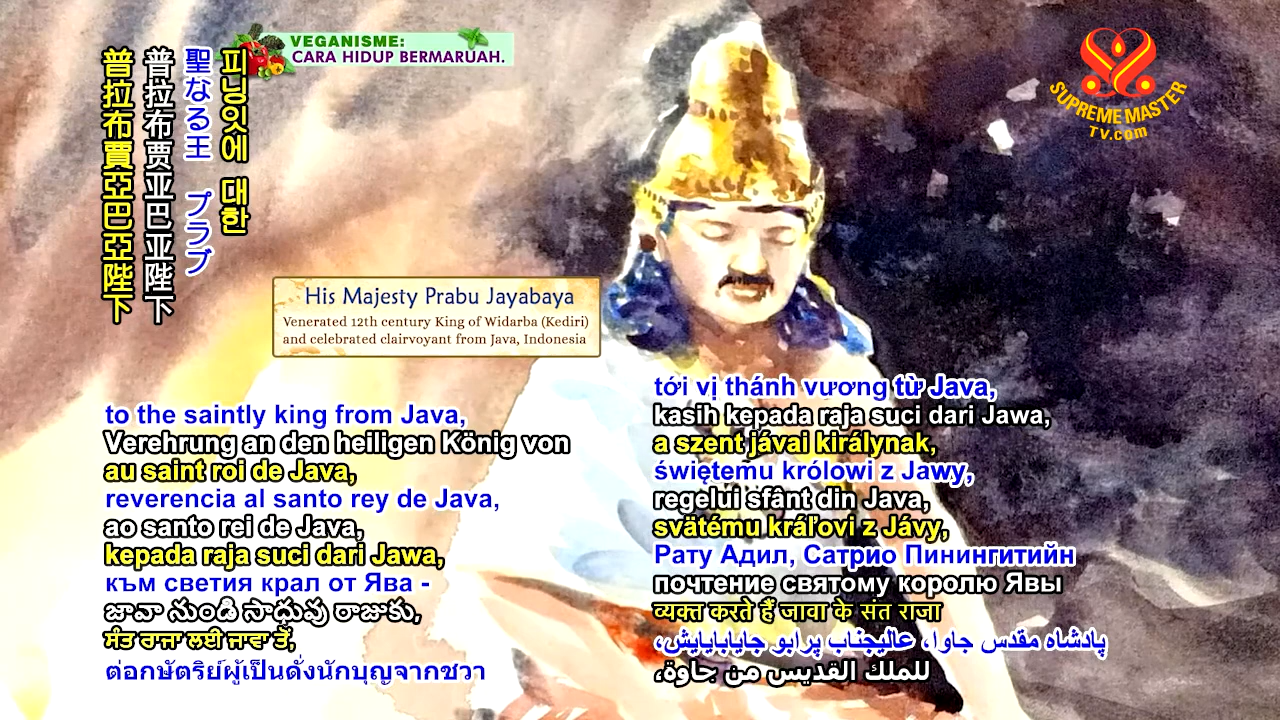 VEGANISME:
CARA HIDUP BERMARUAH.
SUPREME MASTER
TV.com
피닝잇에 대한
聖なる王 プラブ
普拉布贾亚巴亚陛下
普拉布賈亞巴亞陛下
His Majesty Prabu Jayabaya
Venerated 12th century King of Widarba (Kediri)
and celebrated clairvoyant from Java, Indonesia
to the saintly king from Java,
Verehrung an den heiligen König von
au saint roi de Java,
reverencia al santo rey de Java,
ao santo rei de Java,
kepada raja suci dari Jawa,
към светия крал от Ява -
జావా నుండి సాధువు రాజుకు,
ਸੰਤ ਰਾਜਾ ਲਈ ਜਾਵਾ ਤੋਂ,
ต่อกษัตริย์ผู้เป็นดั่งนักบุญจากชวา
tới vị thánh vương từ Java,
kasih kepada raja suci dari Jawa,
a szent jávai királynak,
świętemu królowi z Jawy,
regelui sfânt din Java,
svätému kráľovi z Jávy,
Рату Адил, Сатрио Пинингитийн
почтение святому королю Явы
व्यक्त करते हैं जावा के संत राजा
پادشاه مقدس جاوا، عالیجناب پرابو جایابایایش،
للملك القديس من جاوة،